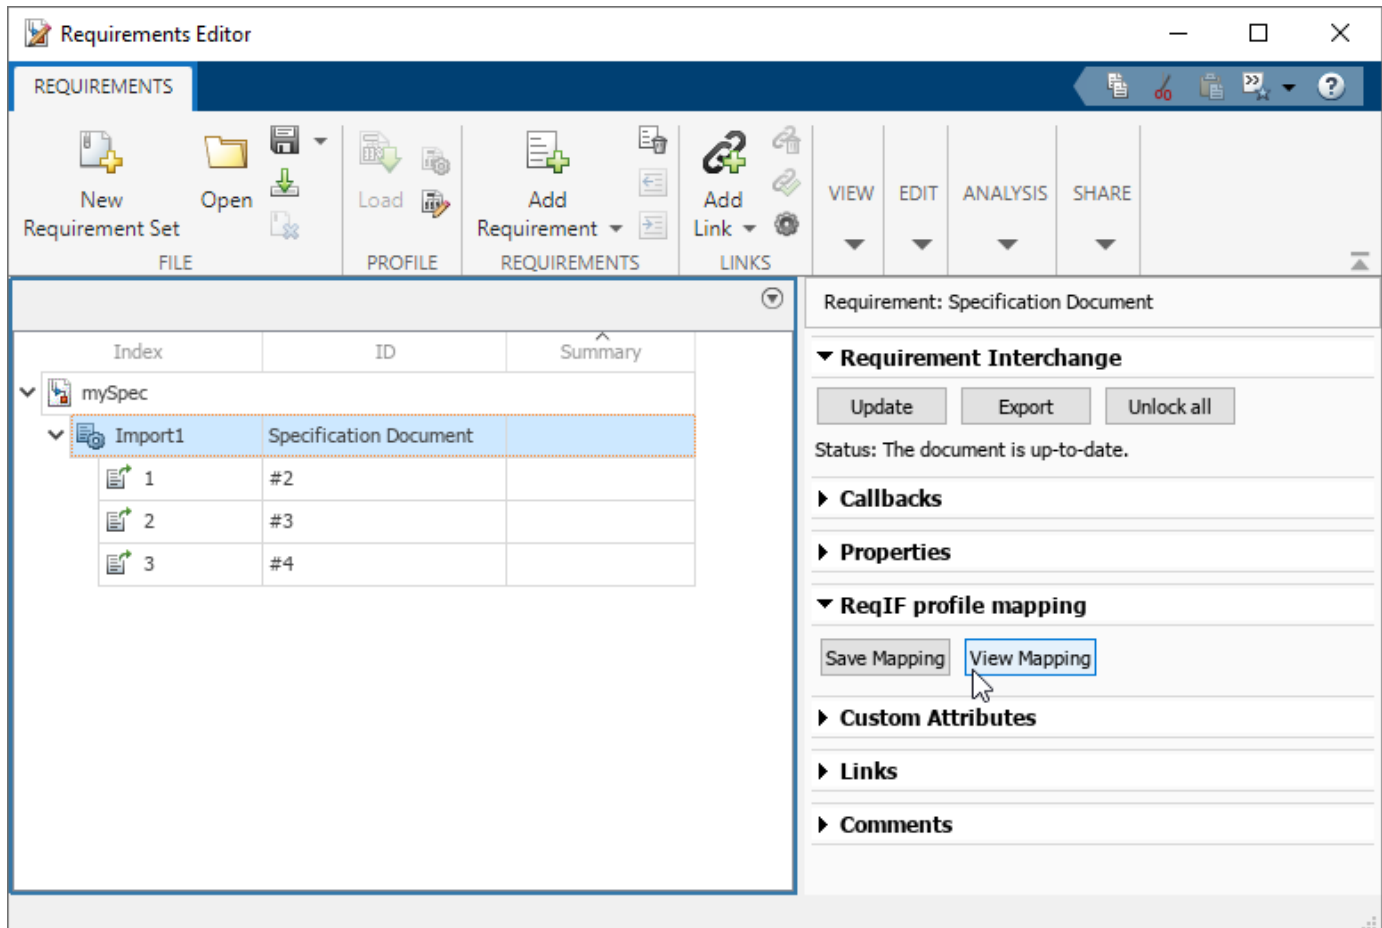 Requirements Editor
REQUIREMENTS
New
Requirement Set
Open
FILE
Load
PROFILE
Add
Requirement
REQUIREMENTS
Add
Link
LINKS
VIEW
EDIT
ANALYSIS
SHARE
Index ID Summary
mySpec
Import1 Specification Document
1 #2
2 #3
3 #4
Requirement: Specification Document
Requirement Interchange
Update Export Unlock all
Status: The document is up-to-date.
Callbacks
Properties
ReqIF profile mapping
Save Mapping View Mapping
Custom Attributes
Links
Comments